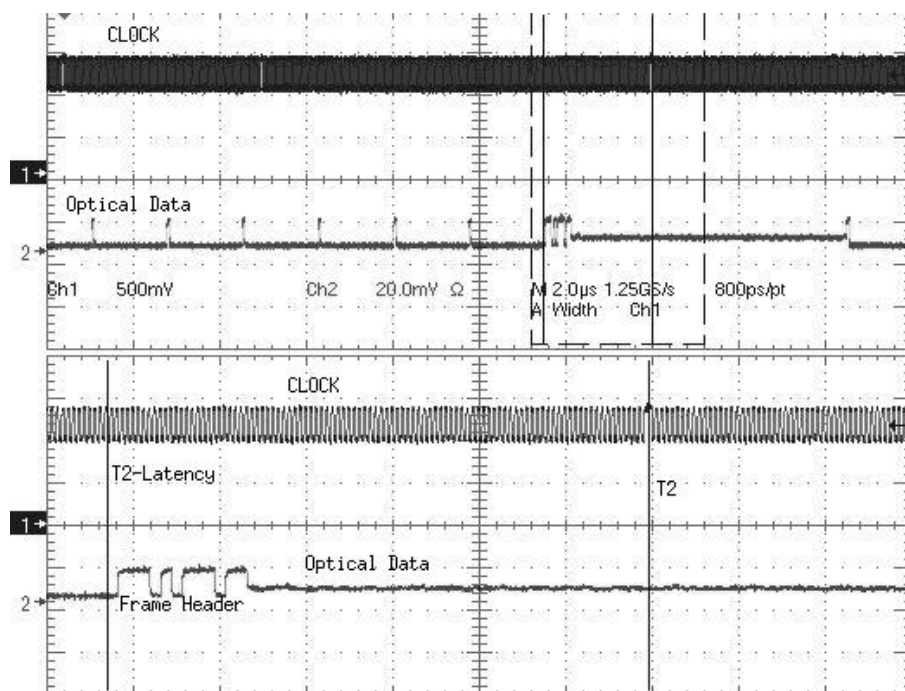 CLOCK
1
Optical Data
2
Ch1 500mV Ch2 20.0mV Ω M 2.0µs 1.25GS/s 800ps/pt
A Width Ch1
CLOCK
T2-Latency
T2
1
Optical Data
2
Frame Header